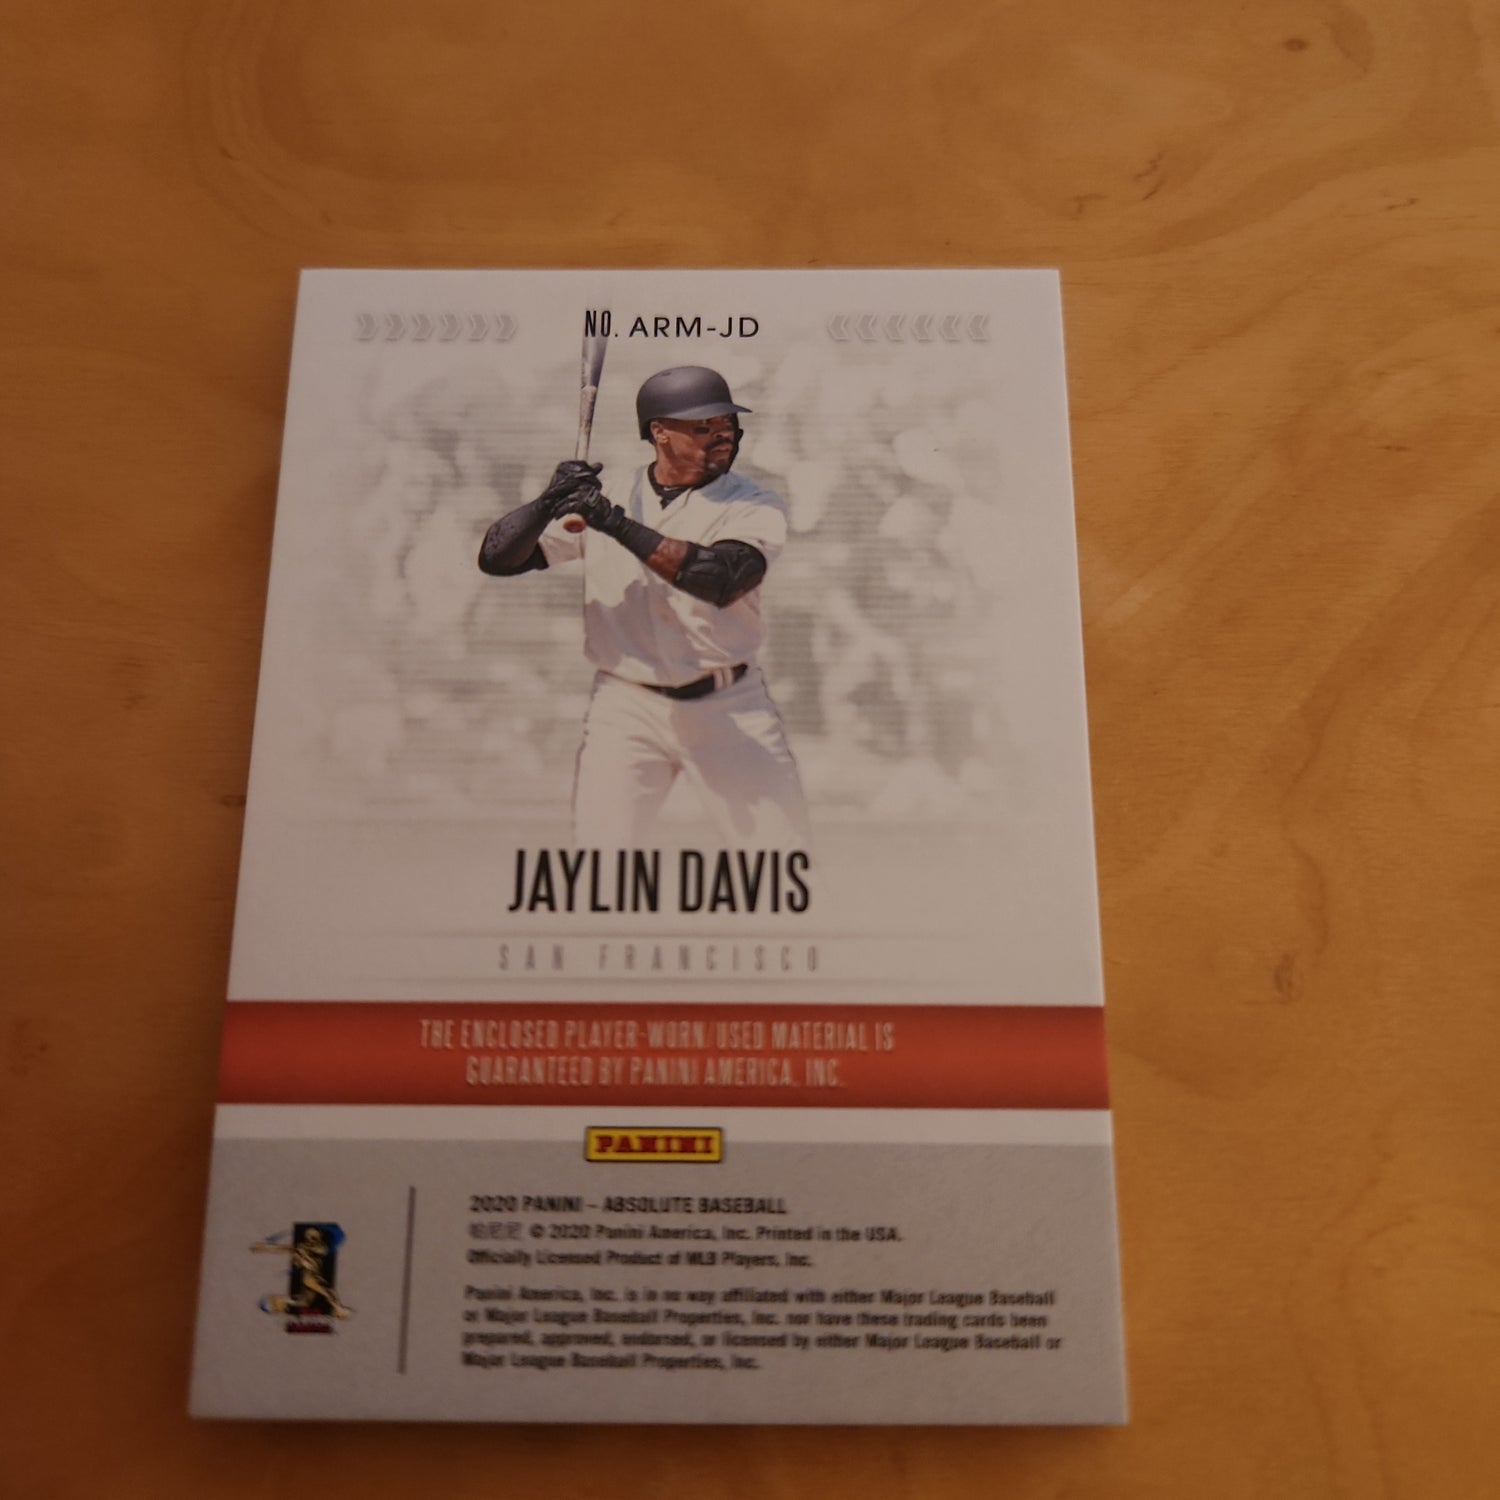 NO. ARM-JD
JAYLIN DAVIS
SAN FRANCISCO
THE ENCLOSED PLAYER-WORN/USED MATERIAL IS
GUARANTEED BY PANINI AMERICA, INC.
PANINI
2020 PANINI – ABSOLUTE BASEBALL
© 2020 Panini America, Inc. Printed in the USA.
Officially Licensed Product of MLB Players, Inc.
Panini America, Inc. is in no way affiliated with either Major League Baseball
or Major League Baseball Properties, Inc. nor have these trading cards been
prepared, approved, endorsed, or licensed by either Major League Baseball or
Major League Baseball Properties, Inc.